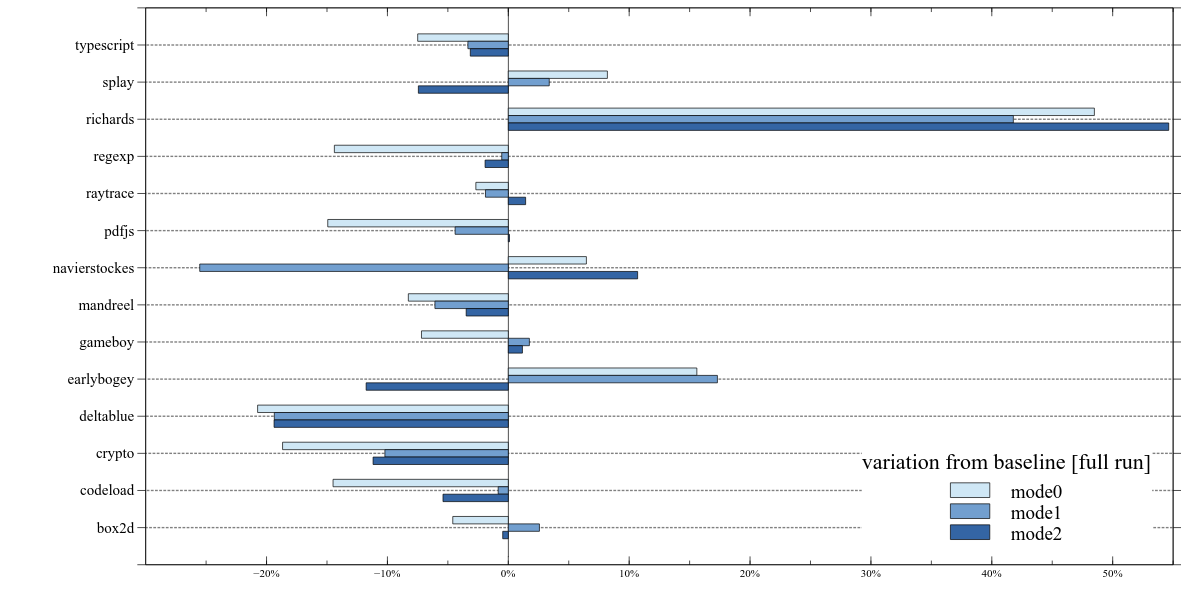 typescript
splay
richards
regexp
raytrace
pdfjs
navierstockes
mandreel
gameboy
earlybogey
deltablue
crypto
codeload
box2d
variation from baseline [full run]
mode0
mode1
mode2
−20% −10% 0% 10% 20% 30% 40% 50%